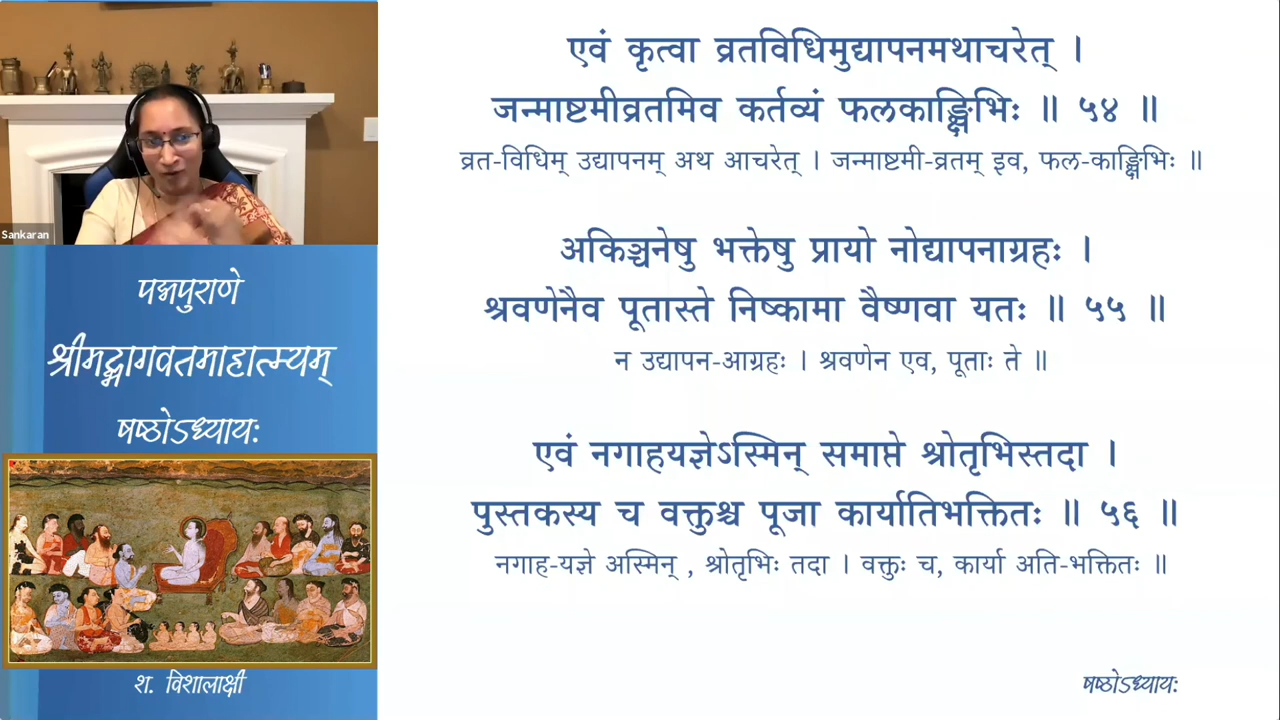 एवं कृत्वा व्रतविधिमुद्यापनमथाचरेत् ।
जन्माष्टमीव्रतमिव कर्तव्यं फलकाङ्क्षिभिः ॥ ५४ ॥
व्रत-विधिम् उद्यापनम् अथ आचरेत् । जन्माष्टमी-व्रतम् इव, फल-काङ्क्षिभिः ॥
अकिञ्चनेषु भक्तेषु प्रायो नोद्यापनाग्रहः ।
श्रवणेनैव पूतास्ते निष्कामा वैष्णवा यतः ॥ ५५ ॥
न उद्यापन-आग्रहः । श्रवणेन एव, पूताः ते ॥
एवं नगाहयज्ञेऽस्मिन् समाप्ते श्रोतृभिस्तदा ।
पुस्तकस्य च वक्तुश्च पूजा कार्यातिभक्तितः ॥ ५६ ॥
नगाह-यज्ञे अस्मिन् , श्रोतृभिः तदा । वक्तुः च, कार्या अति-भक्तितः ॥
षष्ठोऽध्यायः
Sankaran
पद्मपुराणे
श्रीमद्भागवतमाहात्म्यम्
षष्ठोऽध्यायः
श. विशालाक्षी